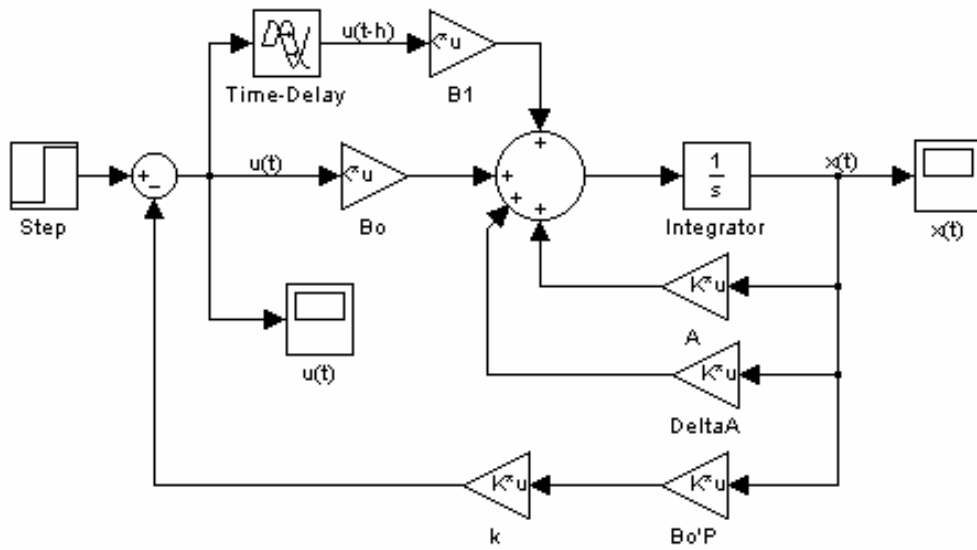 u(t-h)
u
Time-Delay
B1
+
u(t)
u
+
1
s
x(t)
+
−
+
+
+
Step
Bo
Integrator
x(t)
K u
A
u(t)
K u
DeltaA
K u
K u
k
Bo'P